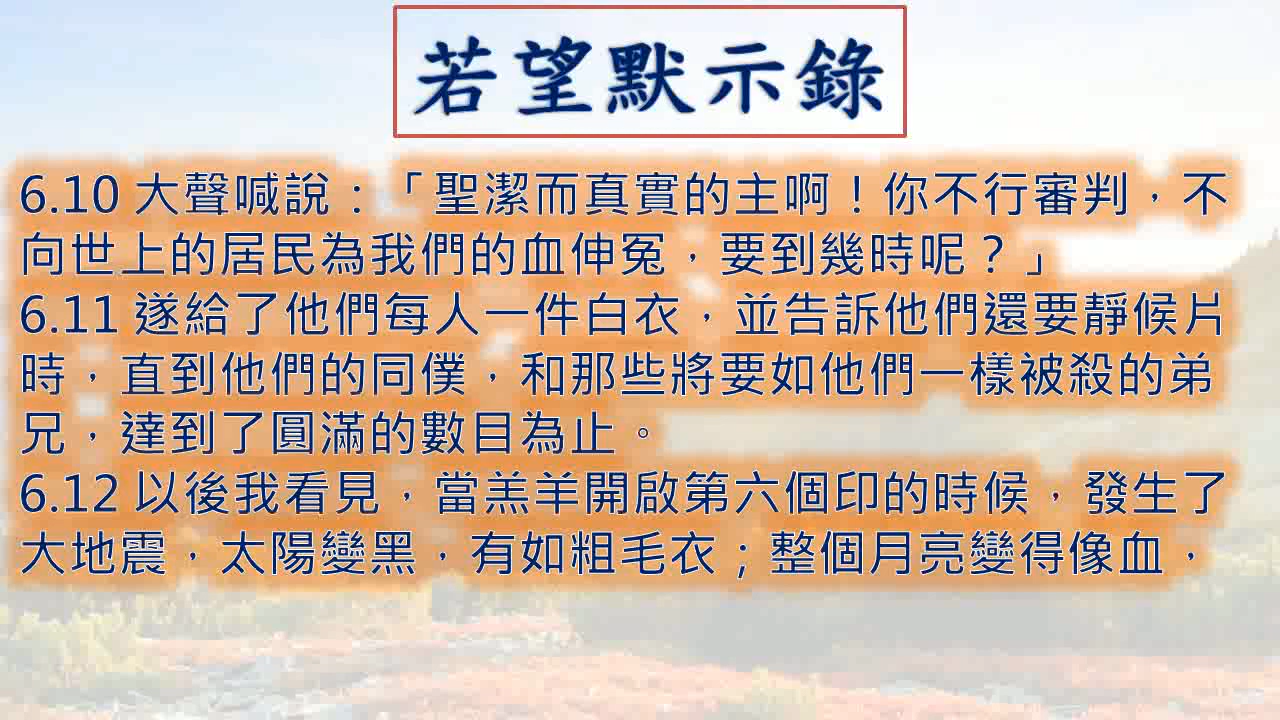 若望默示錄
6.10 大聲喊說：「聖潔而真實的主啊！你不行審判，不
向世上的居民為我們的血伸冤，要到幾時呢？」
6.11 遂給了他們每人一件白衣，並告訴他們還要靜候片
時，直到他們的同僕，和那些將要如他們一樣被殺的弟
兄，達到了圓滿的數目為止。
6.12 以後我看見，當羔羊開啟第六個印的時候，發生了
大地震，太陽變黑，有如粗毛衣；整個月亮變得像血，